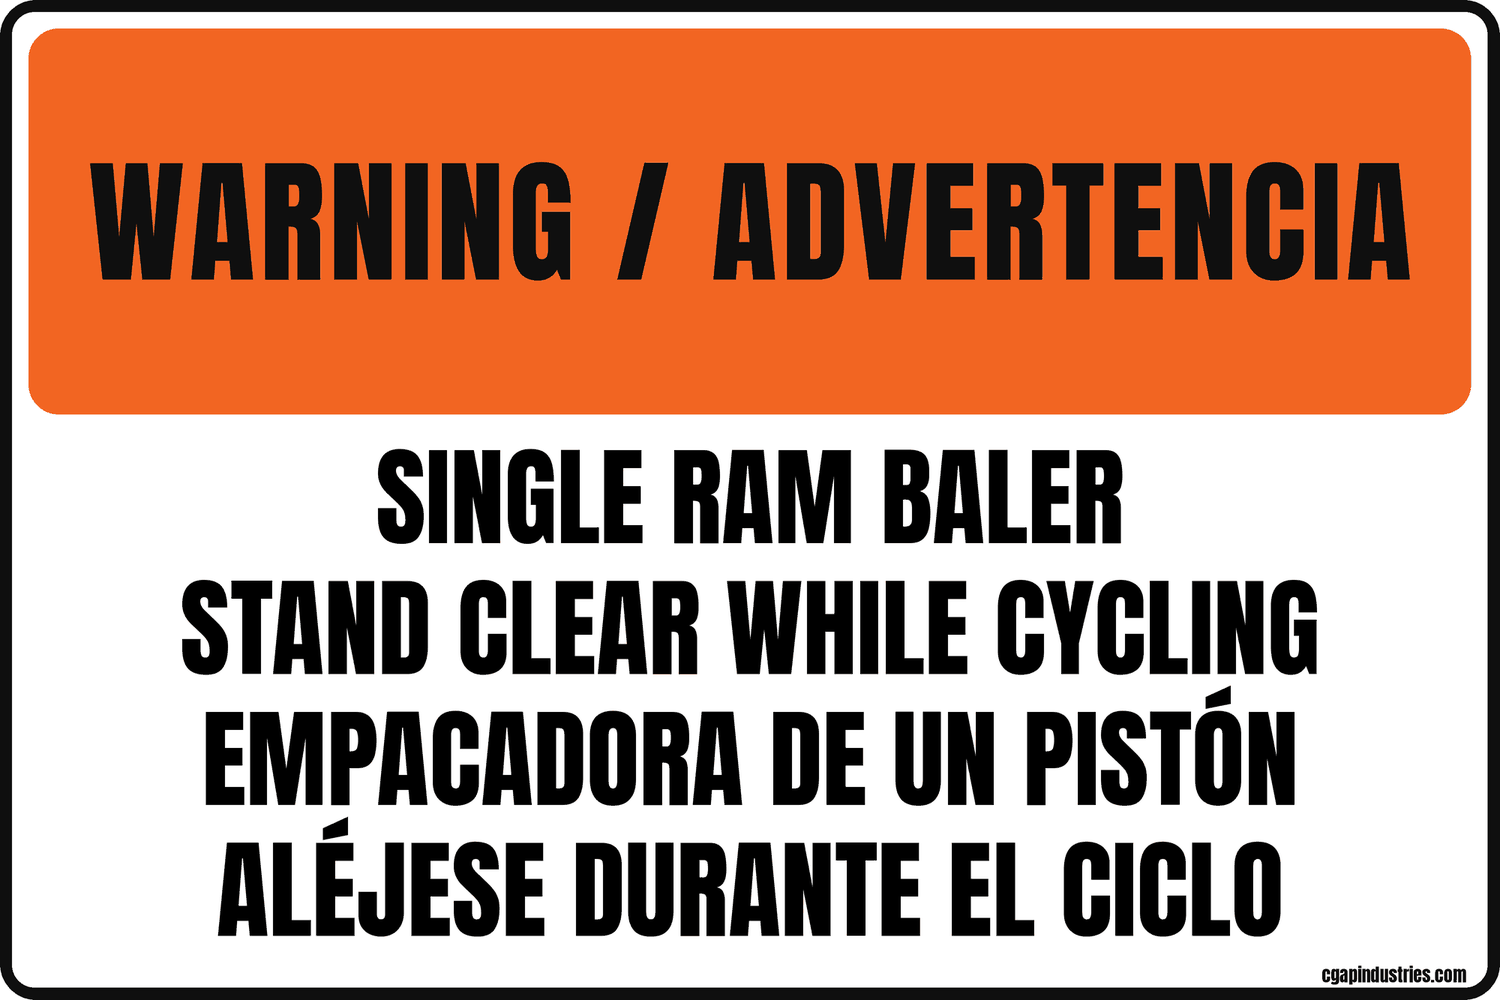 WARNING / ADVERTENCIA
SINGLE RAM BALER
STAND CLEAR WHILE CYCLING
EMPACADORA DE UN PISTÓN
ALÉJESE DURANTE EL CICLO
cgapindustries.com